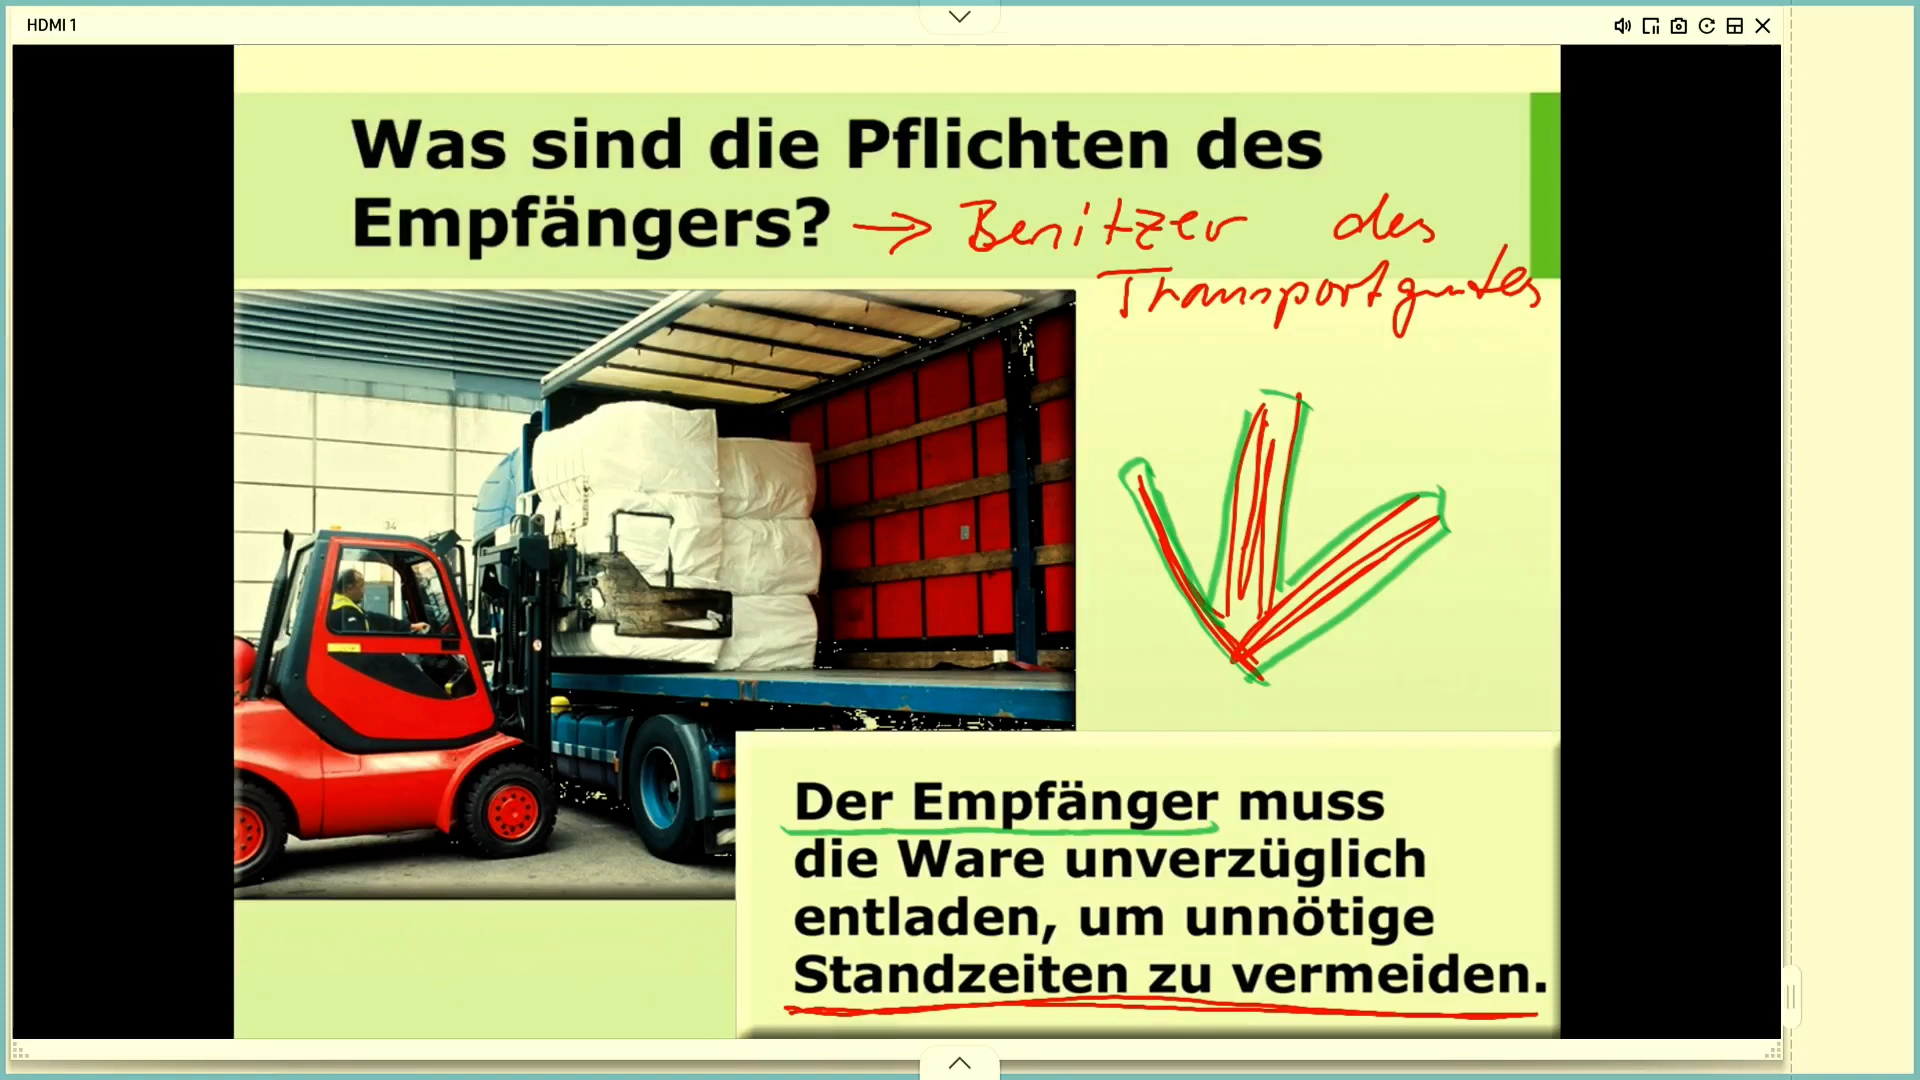 HDMI 1
Was sind die Pflichten des
Empfängers? → Besitzer des
Transportgutes
34
Der Empfänger muss
die Ware unverzüglich
entladen, um unnötige
Standzeiten zu vermeiden.